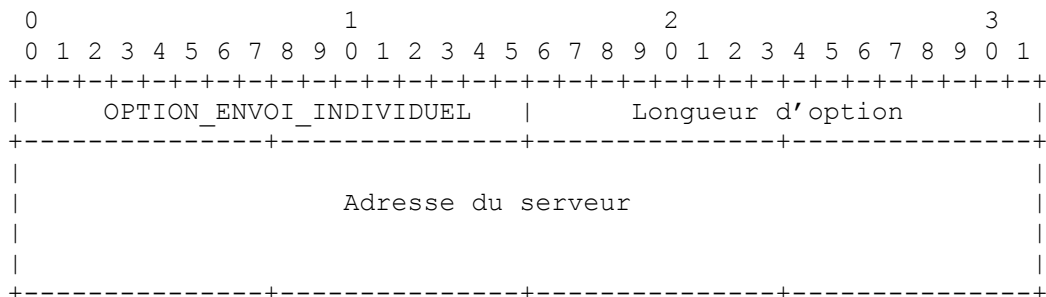 0                   1                   2                   3
0 1 2 3 4 5 6 7 8 9 0 1 2 3 4 5 6 7 8 9 0 1 2 3 4 5 6 7 8 9 0 1
+-+-+-+-+-+-+-+-+-+-+-+-+-+-+-+-+-+-+-+-+-+-+-+-+-+-+-+-+-+-+-+-+
|     OPTION_ENVOI_INDIVIDUEL   |      Longueur d’option        |
+---------------+---------------+---------------+---------------+
|                                                               |
|                    Adresse du serveur                         |
|                                                               |
|                                                               |
+---------------+---------------+---------------+---------------+